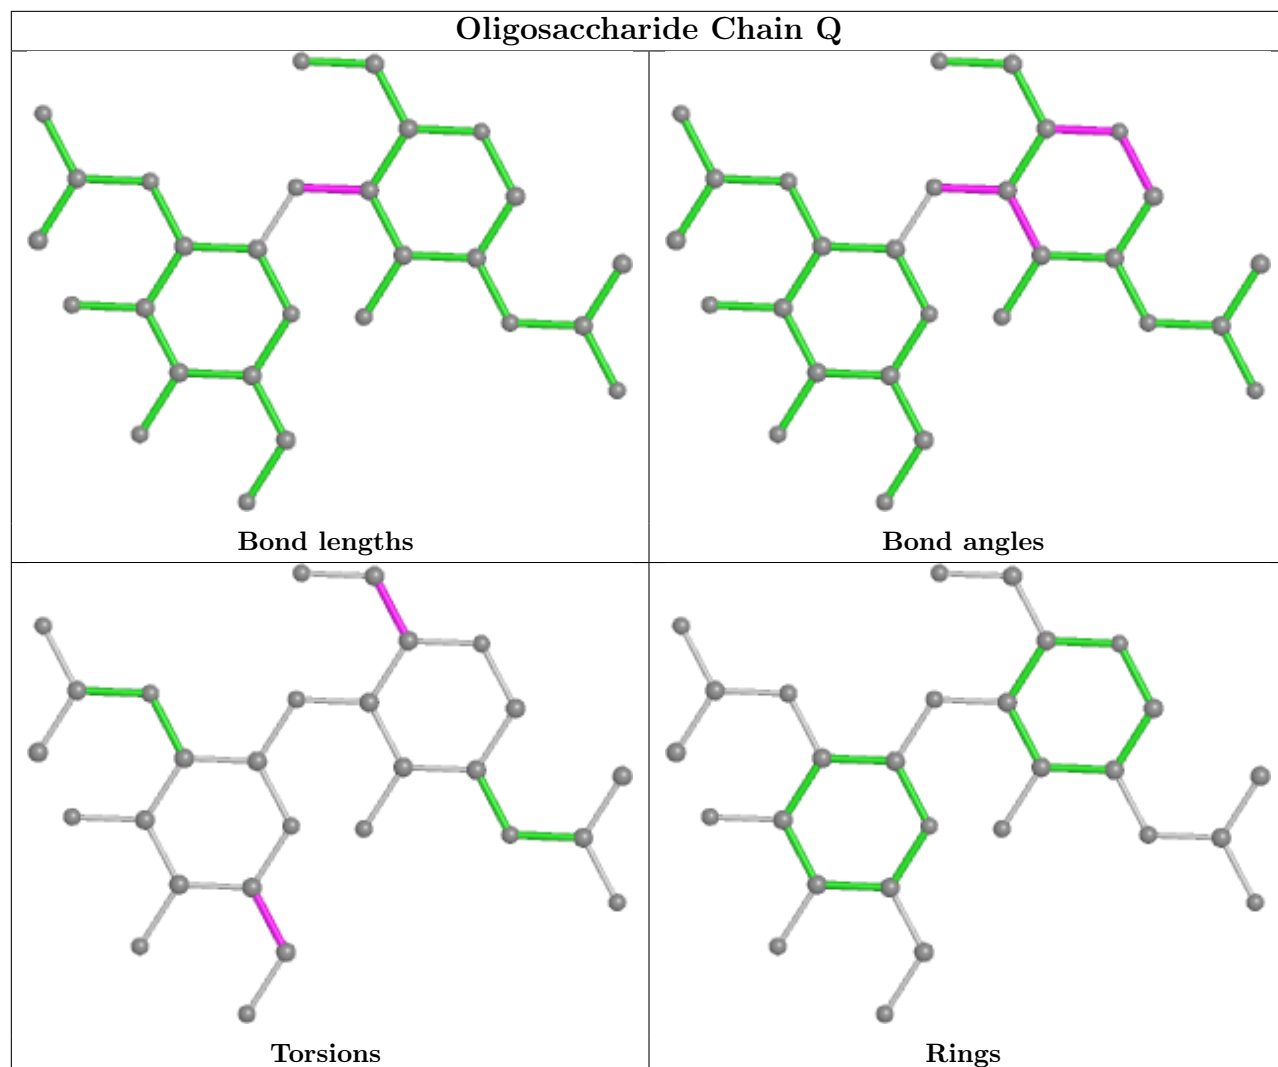 Oligosaccharide Chain Q
Bond lengths
Bond angles
Torsions
Rings